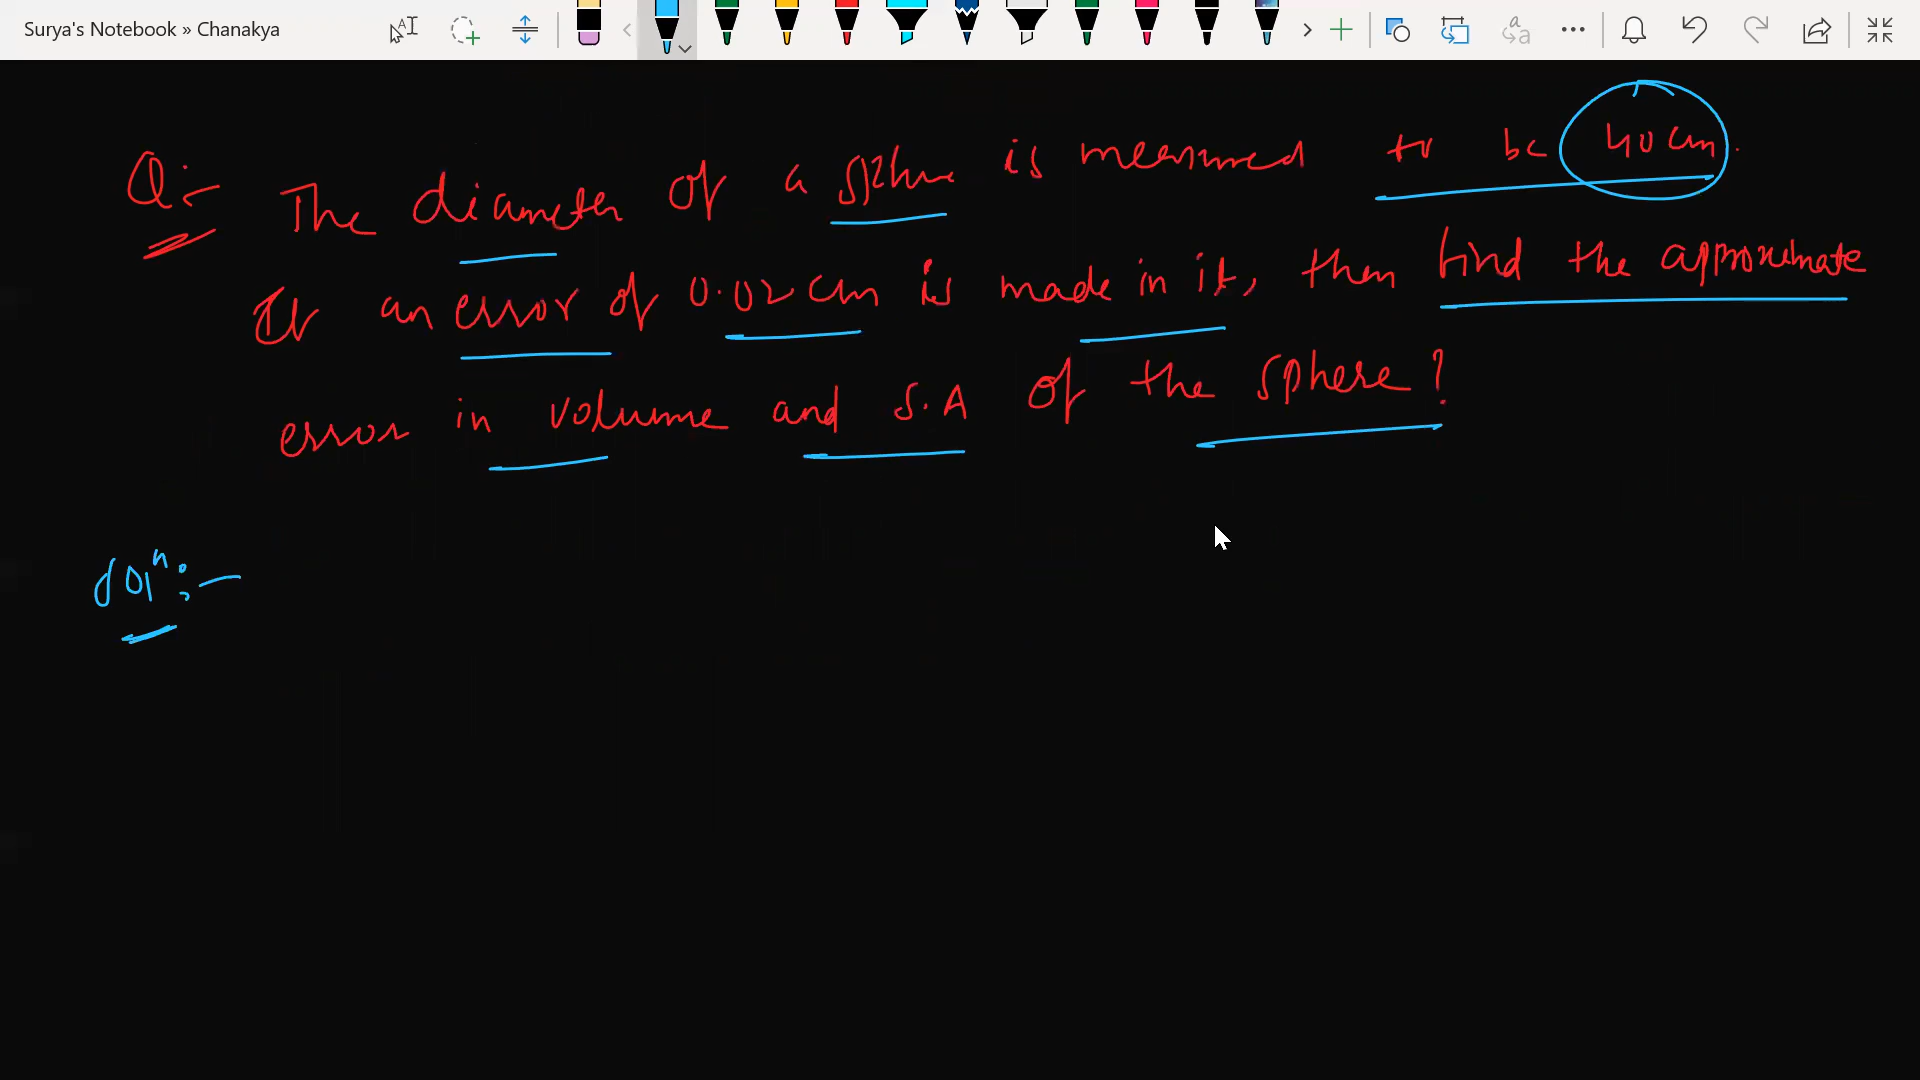 Surya's Notebook » Chanakya
Q:- The diameter of a sphere is measured to be 40 cm.
If an error of 0.02 cm is made in it, then find the approximate
error in volume and S.A of the sphere?
Solⁿ:-